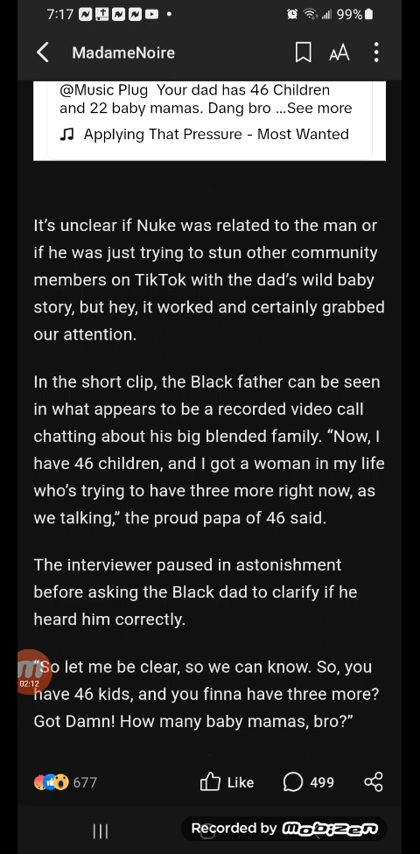 7:17
99%
MadameNoire
AA
@Music Plug Your dad has 46 Children
and 22 baby mamas. Dang bro ...See more
Applying That Pressure - Most Wanted
It’s unclear if Nuke was related to the man or
if he was just trying to stun other community
members on TikTok with the dad’s wild baby
story, but hey, it worked and certainly grabbed
our attention.
In the short clip, the Black father can be seen
in what appears to be a recorded video call
chatting about his big blended family. “Now, I
have 46 children, and I got a woman in my life
who’s trying to have three more right now, as
we talking,” the proud papa of 46 said.
The interviewer paused in astonishment
before asking the Black dad to clarify if he
heard him correctly.
“So let me be clear, so we can know. So, you
have 46 kids, and you finna have three more?
Got Damn! How many baby mamas, bro?”
02:12
677
Like
499
Recorded by mobizen